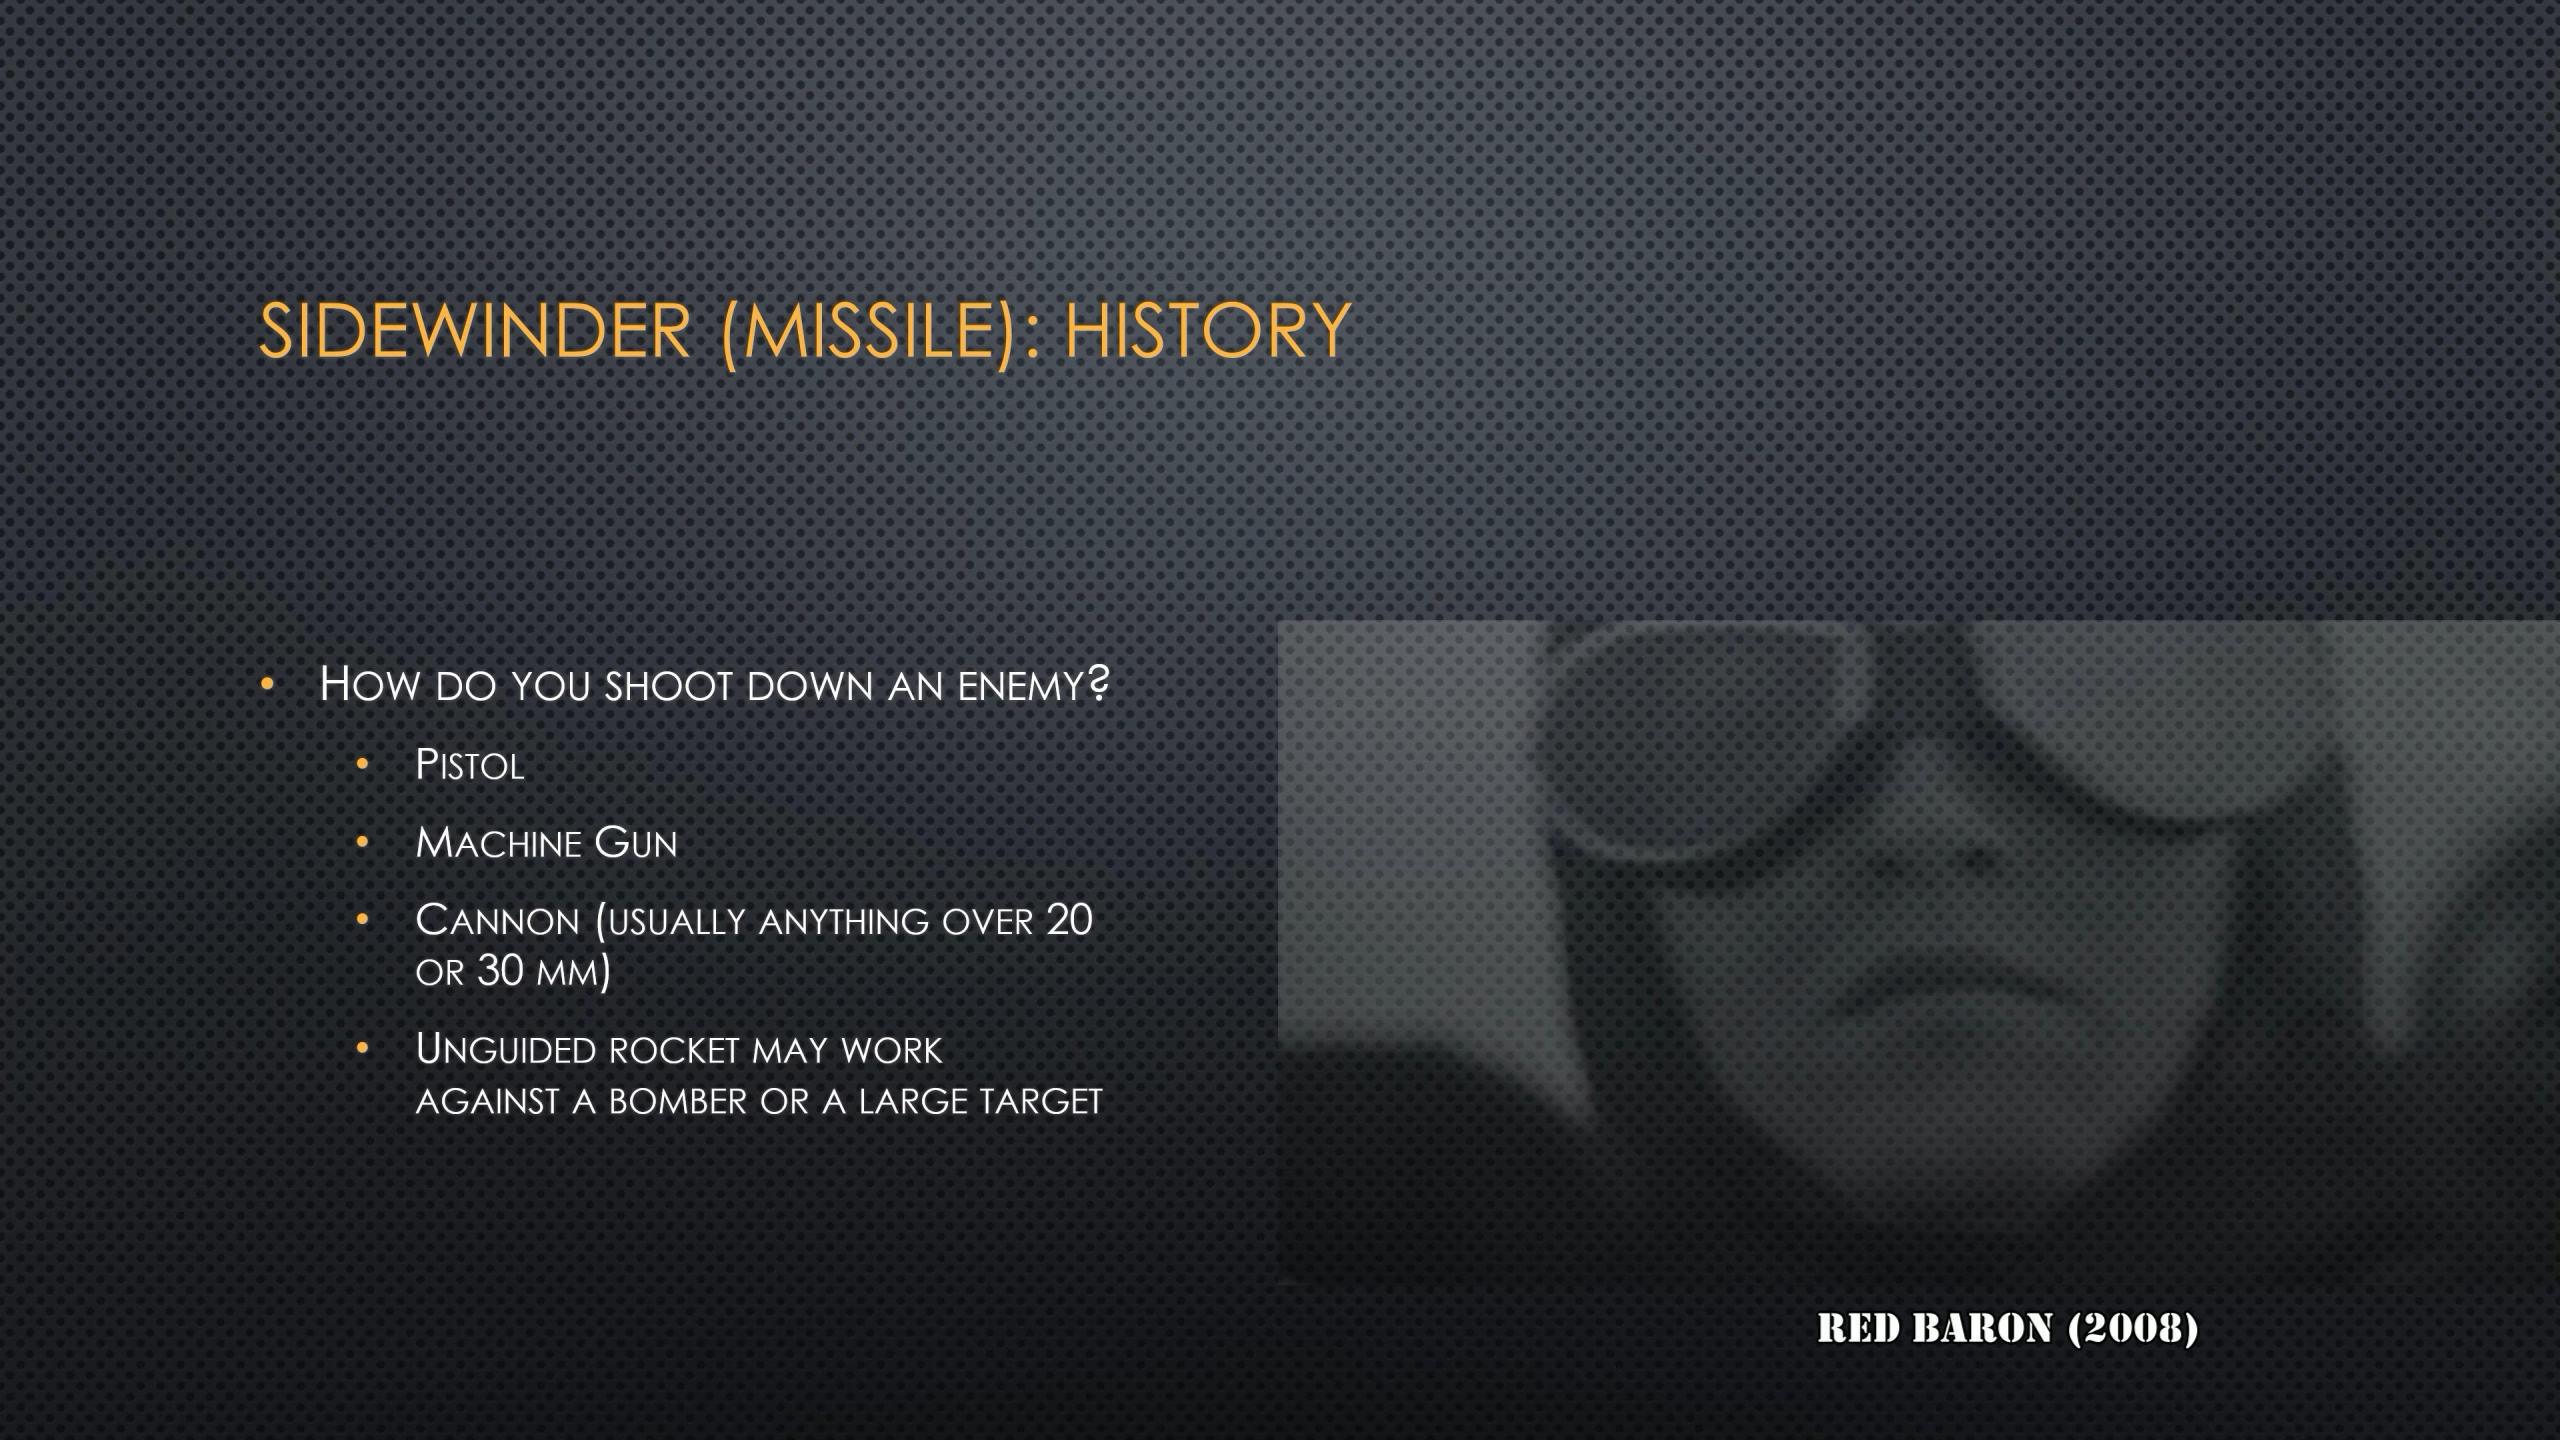 SIDEWINDER (MISSILE): HISTORY
• How do you shoot down an enemy?
• Pistol
• Machine Gun
• Cannon (usually anything over 20
or 30 mm)
• Unguided rocket may work
against a bomber or a large target
RED BARON (2008)